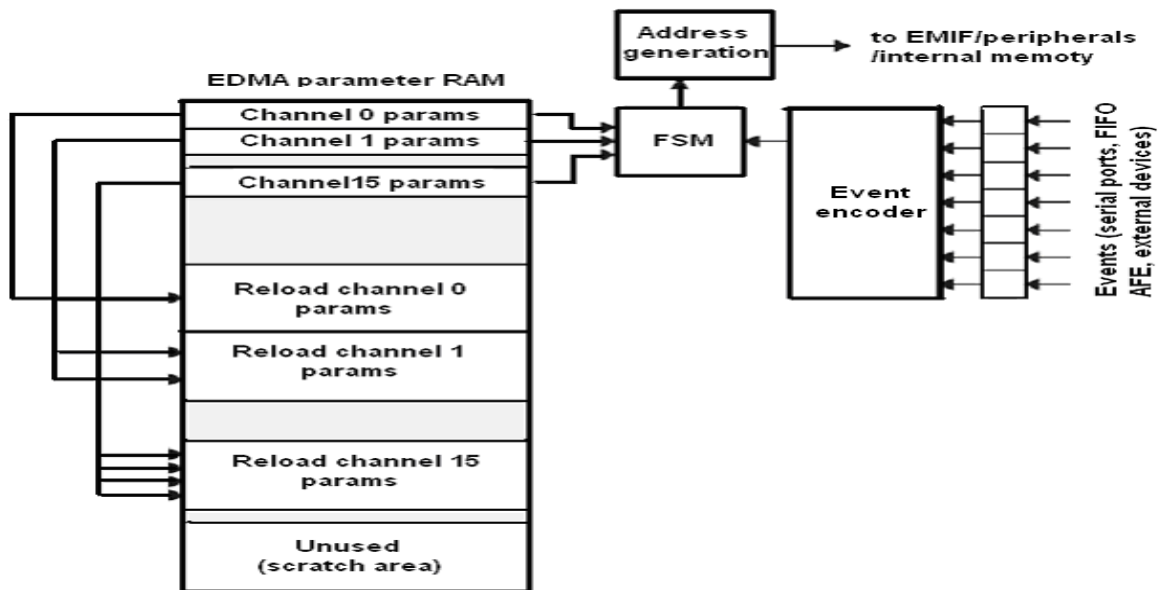 Address
generation
to EMIF/peripherals
/internal memoty
EDMA parameter RAM
Channel 0 params
Channel 1 params
Channel15 params
FSM
Event
encoder
Events (serial ports, FIFO
AFE, external devices)
Reload channel 0
params
Reload channel 1
params
Reload channel 15
params
Unused
(scratch area)